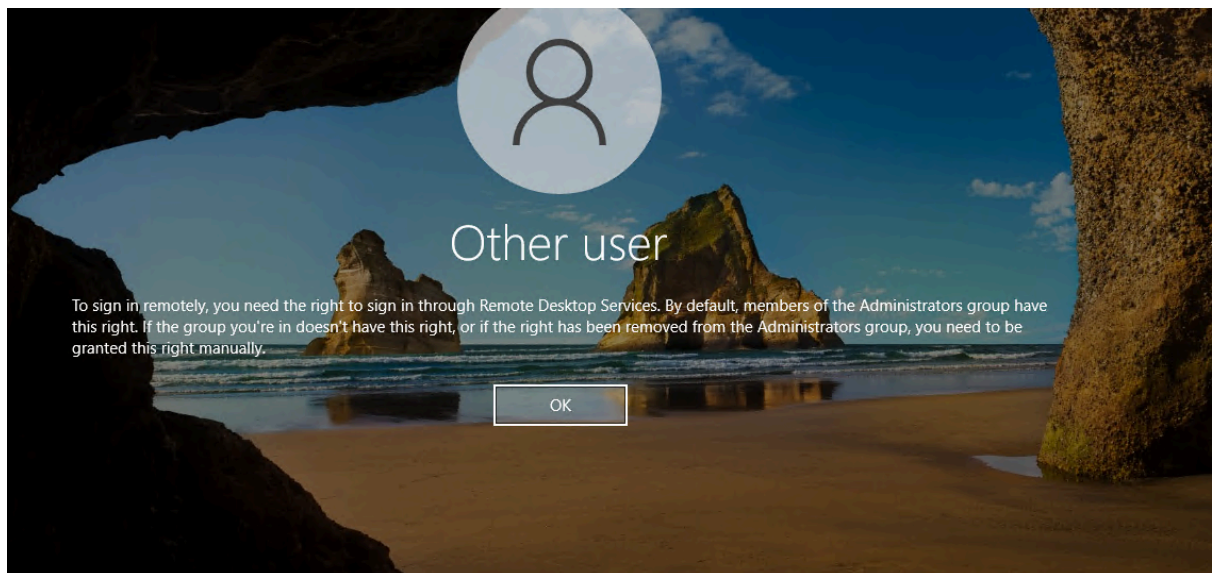 Other user
To sign in remotely, you need the right to sign in through Remote Desktop Services. By default, members of the Administrators group have
this right. If the group you're in doesn't have this right, or if the right has been removed from the Administrators group, you need to be
granted this right manually.
OK